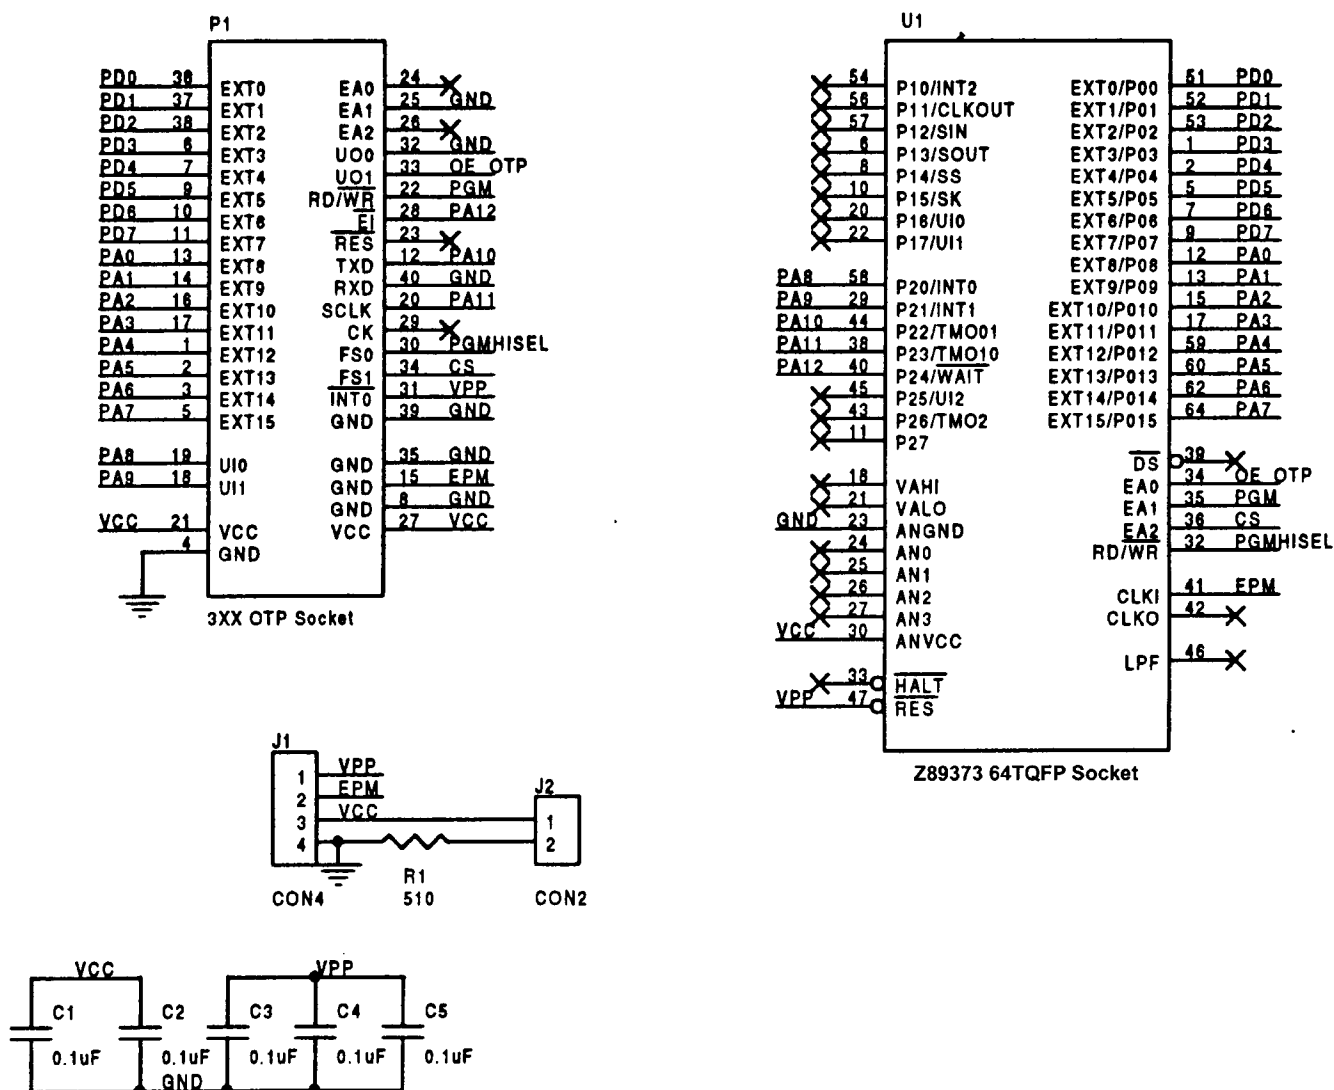 P1
PD0 36 EXT0 EA0 24
PD1 37 EXT1 EA1 25 GND
PD2 38 EXT2 EA2 26
PD3 6 EXT3 UO0 32 GND
PD4 7 EXT4 UO1 33 OE_OTP
PD5 9 EXT5 RD/WR 22 PGM
PD6 10 EXT6 EI 28 PA12
PD7 11 EXT7 RES 23
PA0 13 EXT8 TXD 12 PA10
PA1 14 EXT9 RXD 40 GND
PA2 16 EXT10 SCLK 20 PA11
PA3 17 EXT11 CK 29
PA4 1 EXT12 FS0 30 PGMHISEL
PA5 2 EXT13 FS1 34 CS
PA6 3 EXT14 INT0 31 VPP
PA7 5 EXT15 GND 39 GND
PA8 19 UI0 GND 35 GND
PA9 18 UI1 GND 15 EPM
GND 8 GND
VCC 21 VCC VCC 27 VCC
4 GND
3XX OTP Socket
U1
54 P10/INT2 EXT0/P00 51 PD0
56 P11/CLKOUT EXT1/P01 52 PD1
57 P12/SIN EXT2/P02 53 PD2
6 P13/SOUT EXT3/P03 1 PD3
8 P14/SS EXT4/P04 2 PD4
10 P15/SK EXT5/P05 5 PD5
20 P16/UI0 EXT6/P06 7 PD6
22 P17/UI1 EXT7/P07 9 PD7
EXT8/P08 12 PA0
PA8 58 P20/INT0 EXT9/P09 13 PA1
PA9 29 P21/INT1 EXT10/P010 15 PA2
PA10 44 P22/TMO01 EXT11/P011 17 PA3
PA11 38 P23/TMO10 EXT12/P012 59 PA4
PA12 40 P24/WAIT EXT13/P013 60 PA5
45 P25/UI2 EXT14/P014 62 PA6
43 P26/TMO2 EXT15/P015 64 PA7
11 P27
DS 39
18 VAHI EA0 34 OE_OTP
21 VALO EA1 35 PGM
GND 23 ANGND EA2 36 CS
24 AN0 RD/WR 32 PGMHISEL
25 AN1
26 AN2 CLKI 41 EPM
27 AN3 CLKO 42
VCC 30 ANVCC
LPF 46
33 HALT
VPP 47 RES
Z89373 64TQFP Socket
J1
1 VPP
2 EPM
3 VCC
4
J2
1
2
R1
510
CON4
CON2
VCC
VPP
C1 C2 C3 C4 C5
0.1uF 0.1uF 0.1uF 0.1uF 0.1uF
GND